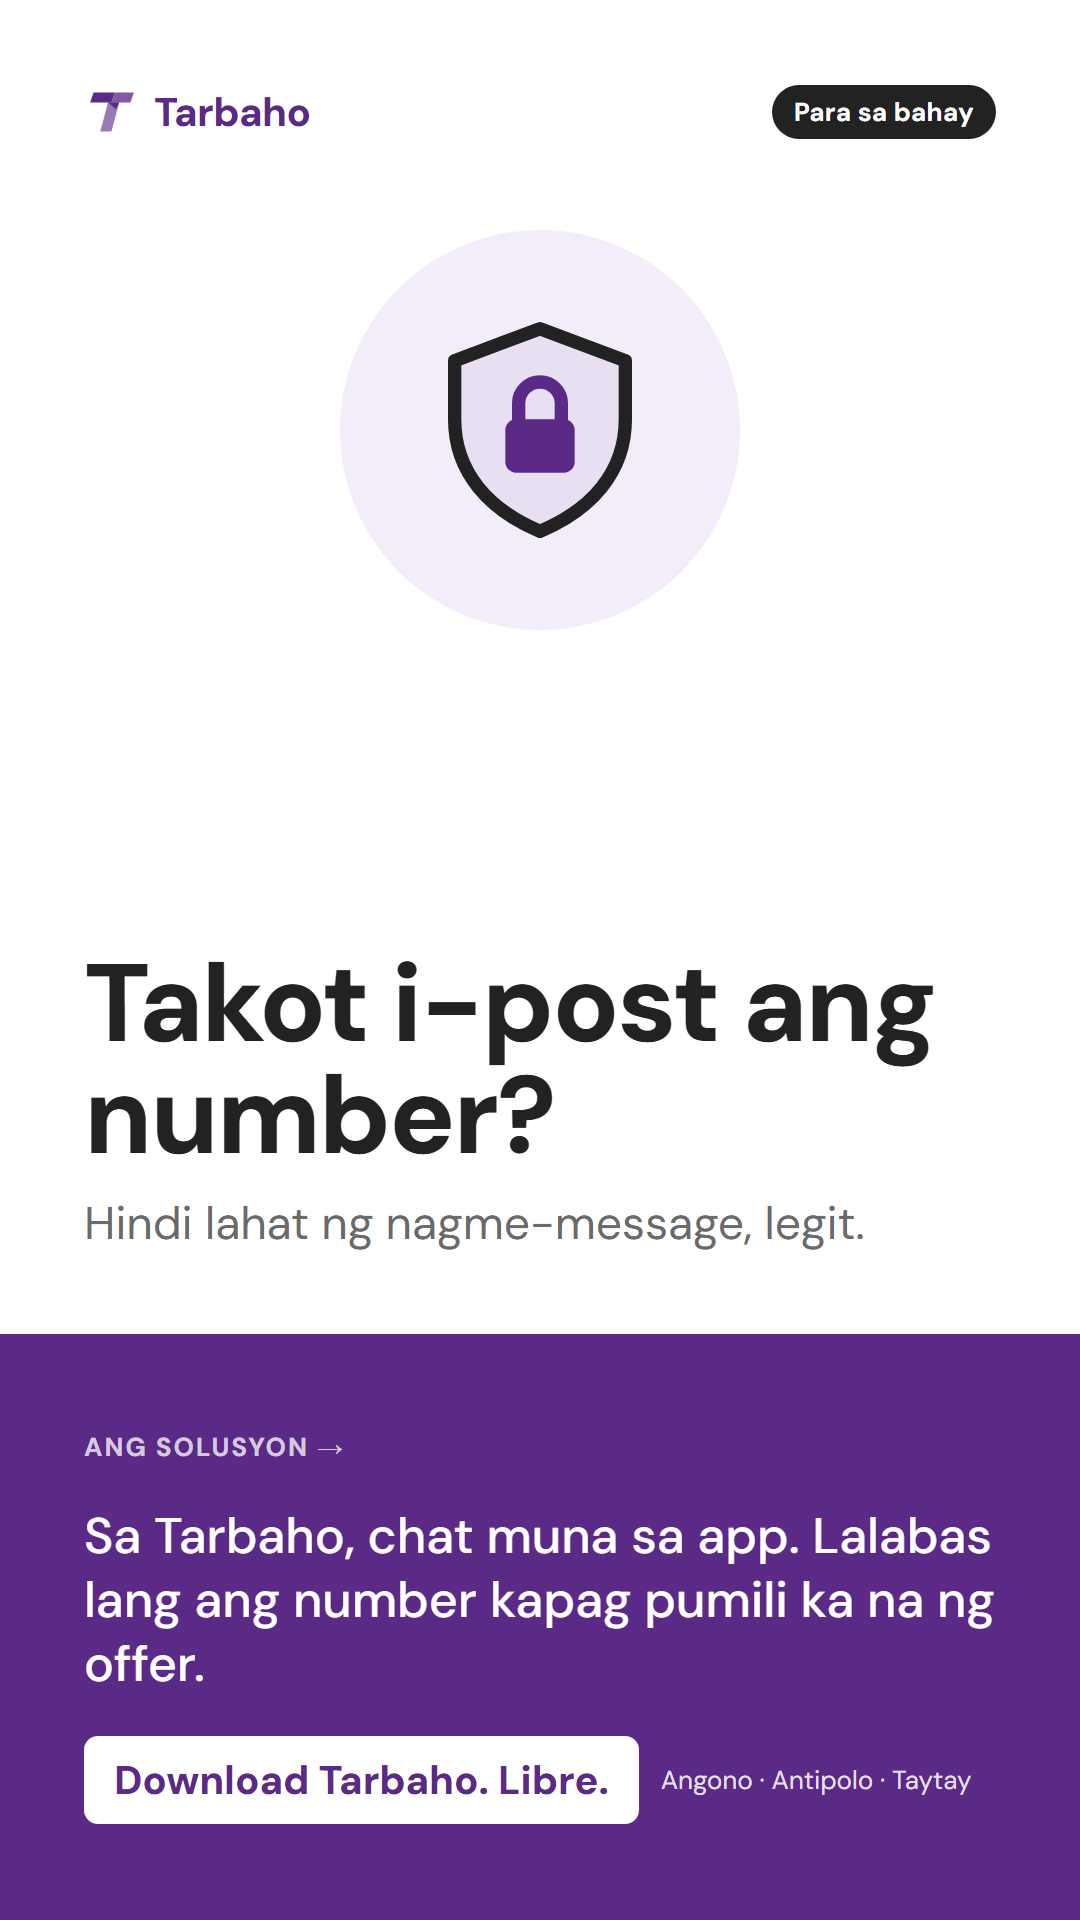 Tarbaho
Para sa bahay
Takot i-post ang
number?
Hindi lahat ng nagme-message, legit.
ANG SOLUSYON →
Sa Tarbaho, chat muna sa app. Lalabas
lang ang number kapag pumili ka na ng
offer.
Download Tarbaho. Libre.
Angono · Antipolo · Taytay